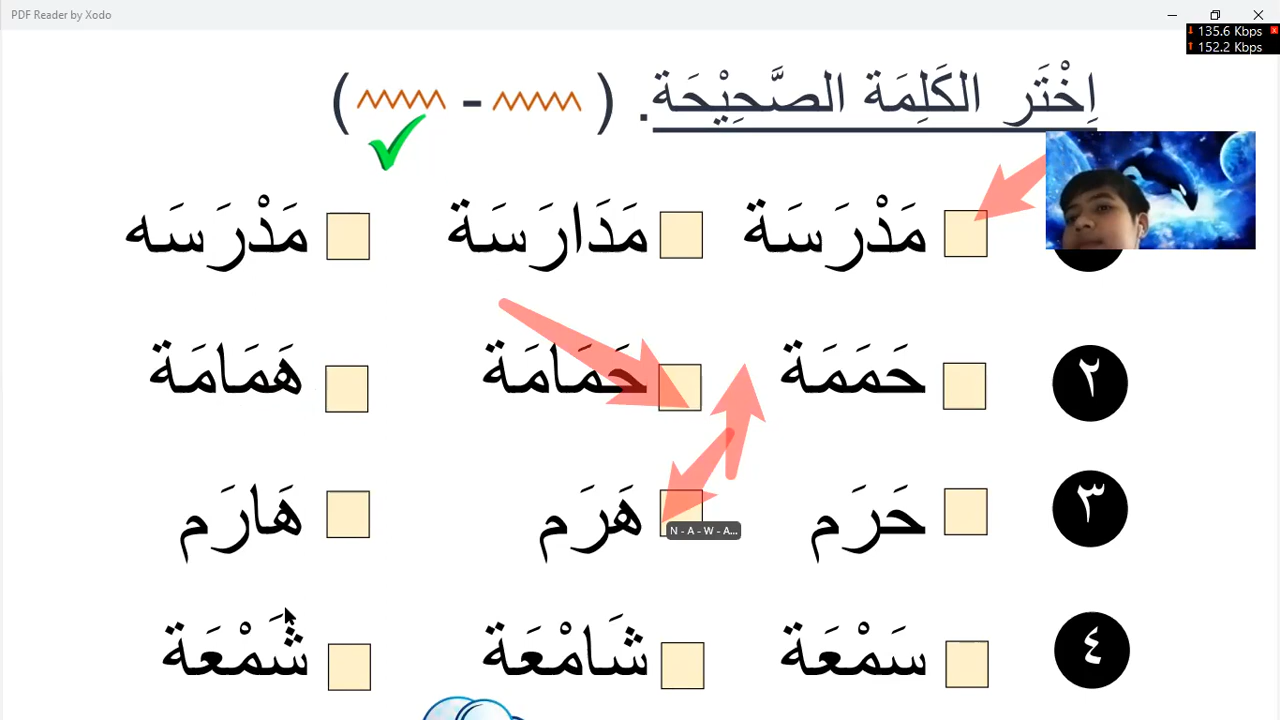 PDF Reader by Xodo
135.6 Kbps
152.2 Kbps
اِخْتَر الكَلِمَة الصَّحِيْحَة. ( - )
مَدْرَسَة مَدَارَسَة مَدْرَسَه
٢ حَمَمَة حَمَامَة هَمَامَة
٣ حَرَم هَرَم هَارَم
N - A - W - A...
٤ سَمْعَة شَامْعَة شَمْعَة